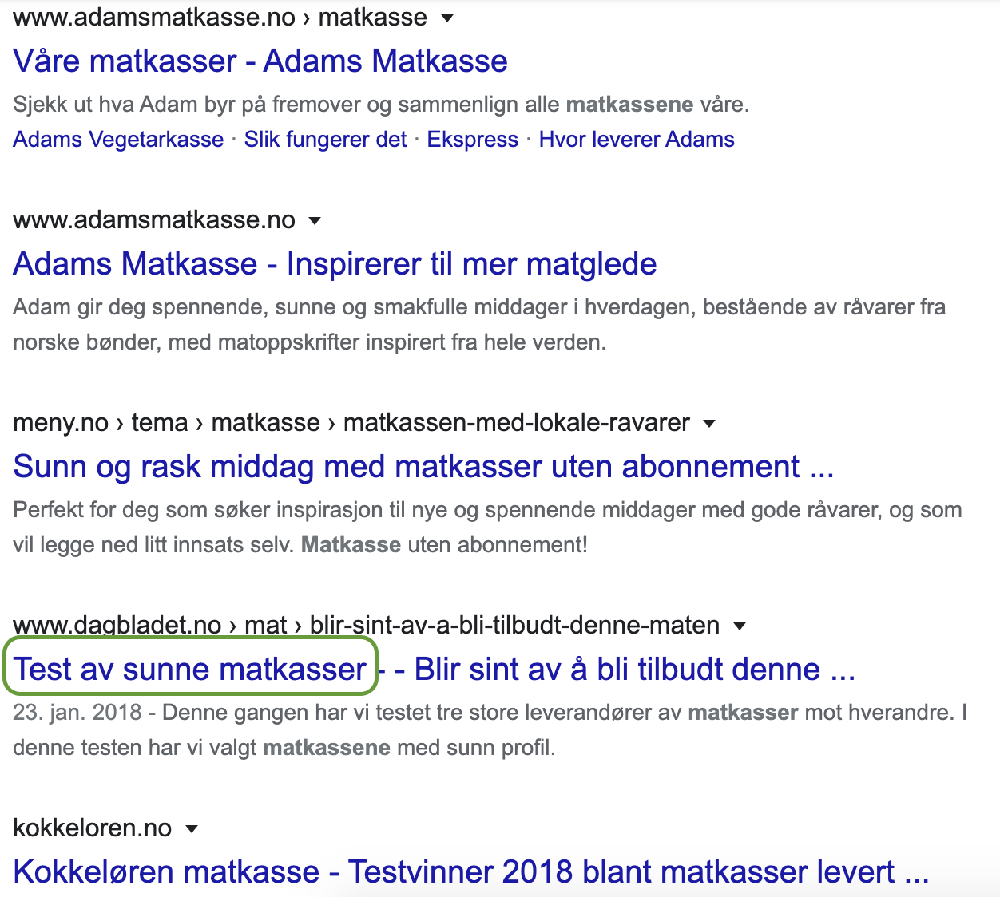 www.adamsmatkasse.no › matkasse
Våre matkasser - Adams Matkasse
Sjekk ut hva Adam byr på fremover og sammenlign alle matkassene våre.
Adams Vegetarkasse · Slik fungerer det · Ekspress · Hvor leverer Adams
www.adamsmatkasse.no
Adams Matkasse - Inspirerer til mer matglede
Adam gir deg spennende, sunne og smakfulle middager i hverdagen, bestående av råvarer fra
norske bønder, med matoppskrifter inspirert fra hele verden.
meny.no › tema › matkasse › matkassen-med-lokale-ravarer
Sunn og rask middag med matkasser uten abonnement ...
Perfekt for deg som søker inspirasjon til nye og spennende middager med gode råvarer, og som
vil legge ned litt innsats selv. Matkasse uten abonnement!
www.dagbladet.no › mat › blir-sint-av-a-bli-tilbudt-denne-maten
Test av sunne matkasser - - Blir sint av å bli tilbudt denne ...
23. jan. 2018 - Denne gangen har vi testet tre store leverandører av matkasser mot hverandre. I
denne testen har vi valgt matkassene med sunn profil.
kokkeloren.no
Kokkeløren matkasse - Testvinner 2018 blant matkasser levert ...